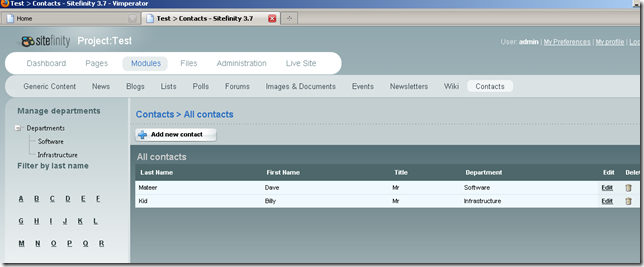 Test > Contacts - Sitefinity 3.7 - Vimperator
Home
Test > Contacts - Sitefinity 3.7
sitefinity Project:Test
User: admin | My Preferences | My profile |
Dashboard Pages Modules Files Administration Live Site
Generic Content News Blogs Lists Polls Forums Images & Documents Events Newsletters Wiki Contacts
Manage departments
Departments
Software
Infrastructure
Filter by last name
A B C D E F
G H I J K L
M N O P Q R
Contacts > All contacts
Add new contact
All contacts
Last Name First Name Title Department Edit Delet
Mateer Dave Mr Software Edit
Kid Billy Mr Infrastructure Edit